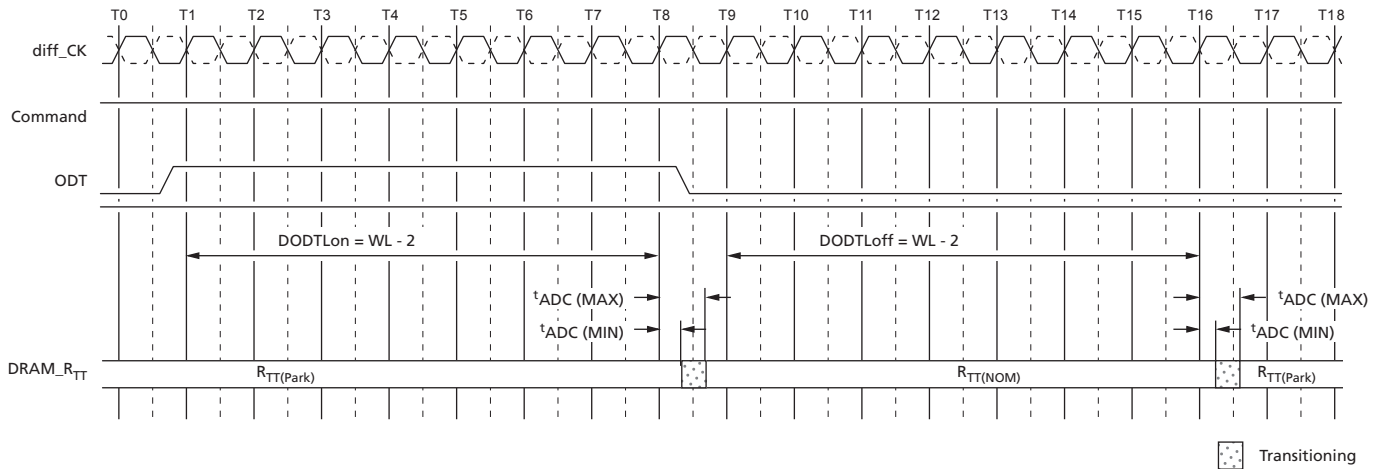 T0 T1 T2 T3 T4 T5 T6 T7 T8 T9 T10 T11 T12 T13 T14 T15 T16 T17 T18
diff_CK
Command
ODT
DODTLon = WL - 2 DODTLoff = WL - 2
tADC (MAX) tADC (MAX)
tADC (MIN) tADC (MIN)
DRAM_RTT RTT(Park) RTT(NOM) RTT(Park)
Transitioning